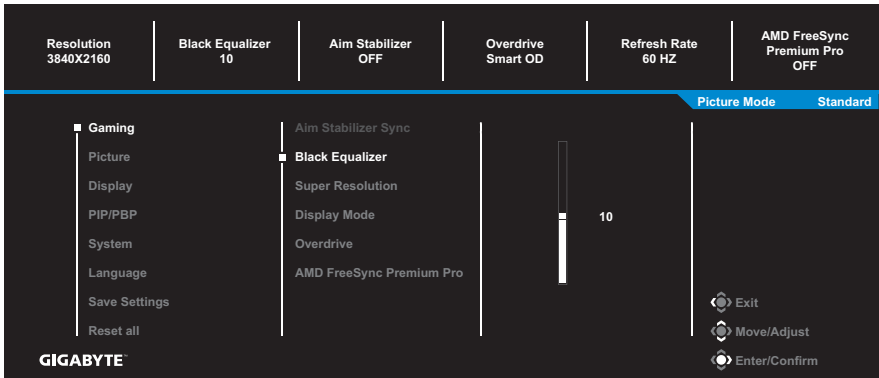 Resolution
3840X2160
Black Equalizer
10
Aim Stabilizer
OFF
Overdrive
Smart OD
Refresh Rate
60 HZ
AMD FreeSync
Premium Pro
OFF
Picture Mode Standard
Gaming
Picture
Display
PIP/PBP
System
Language
Save Settings
Reset all
Aim Stabilizer Sync
Black Equalizer
Super Resolution
Display Mode
Overdrive
AMD FreeSync Premium Pro
10
Exit
Move/Adjust
Enter/Confirm
GIGABYTE™